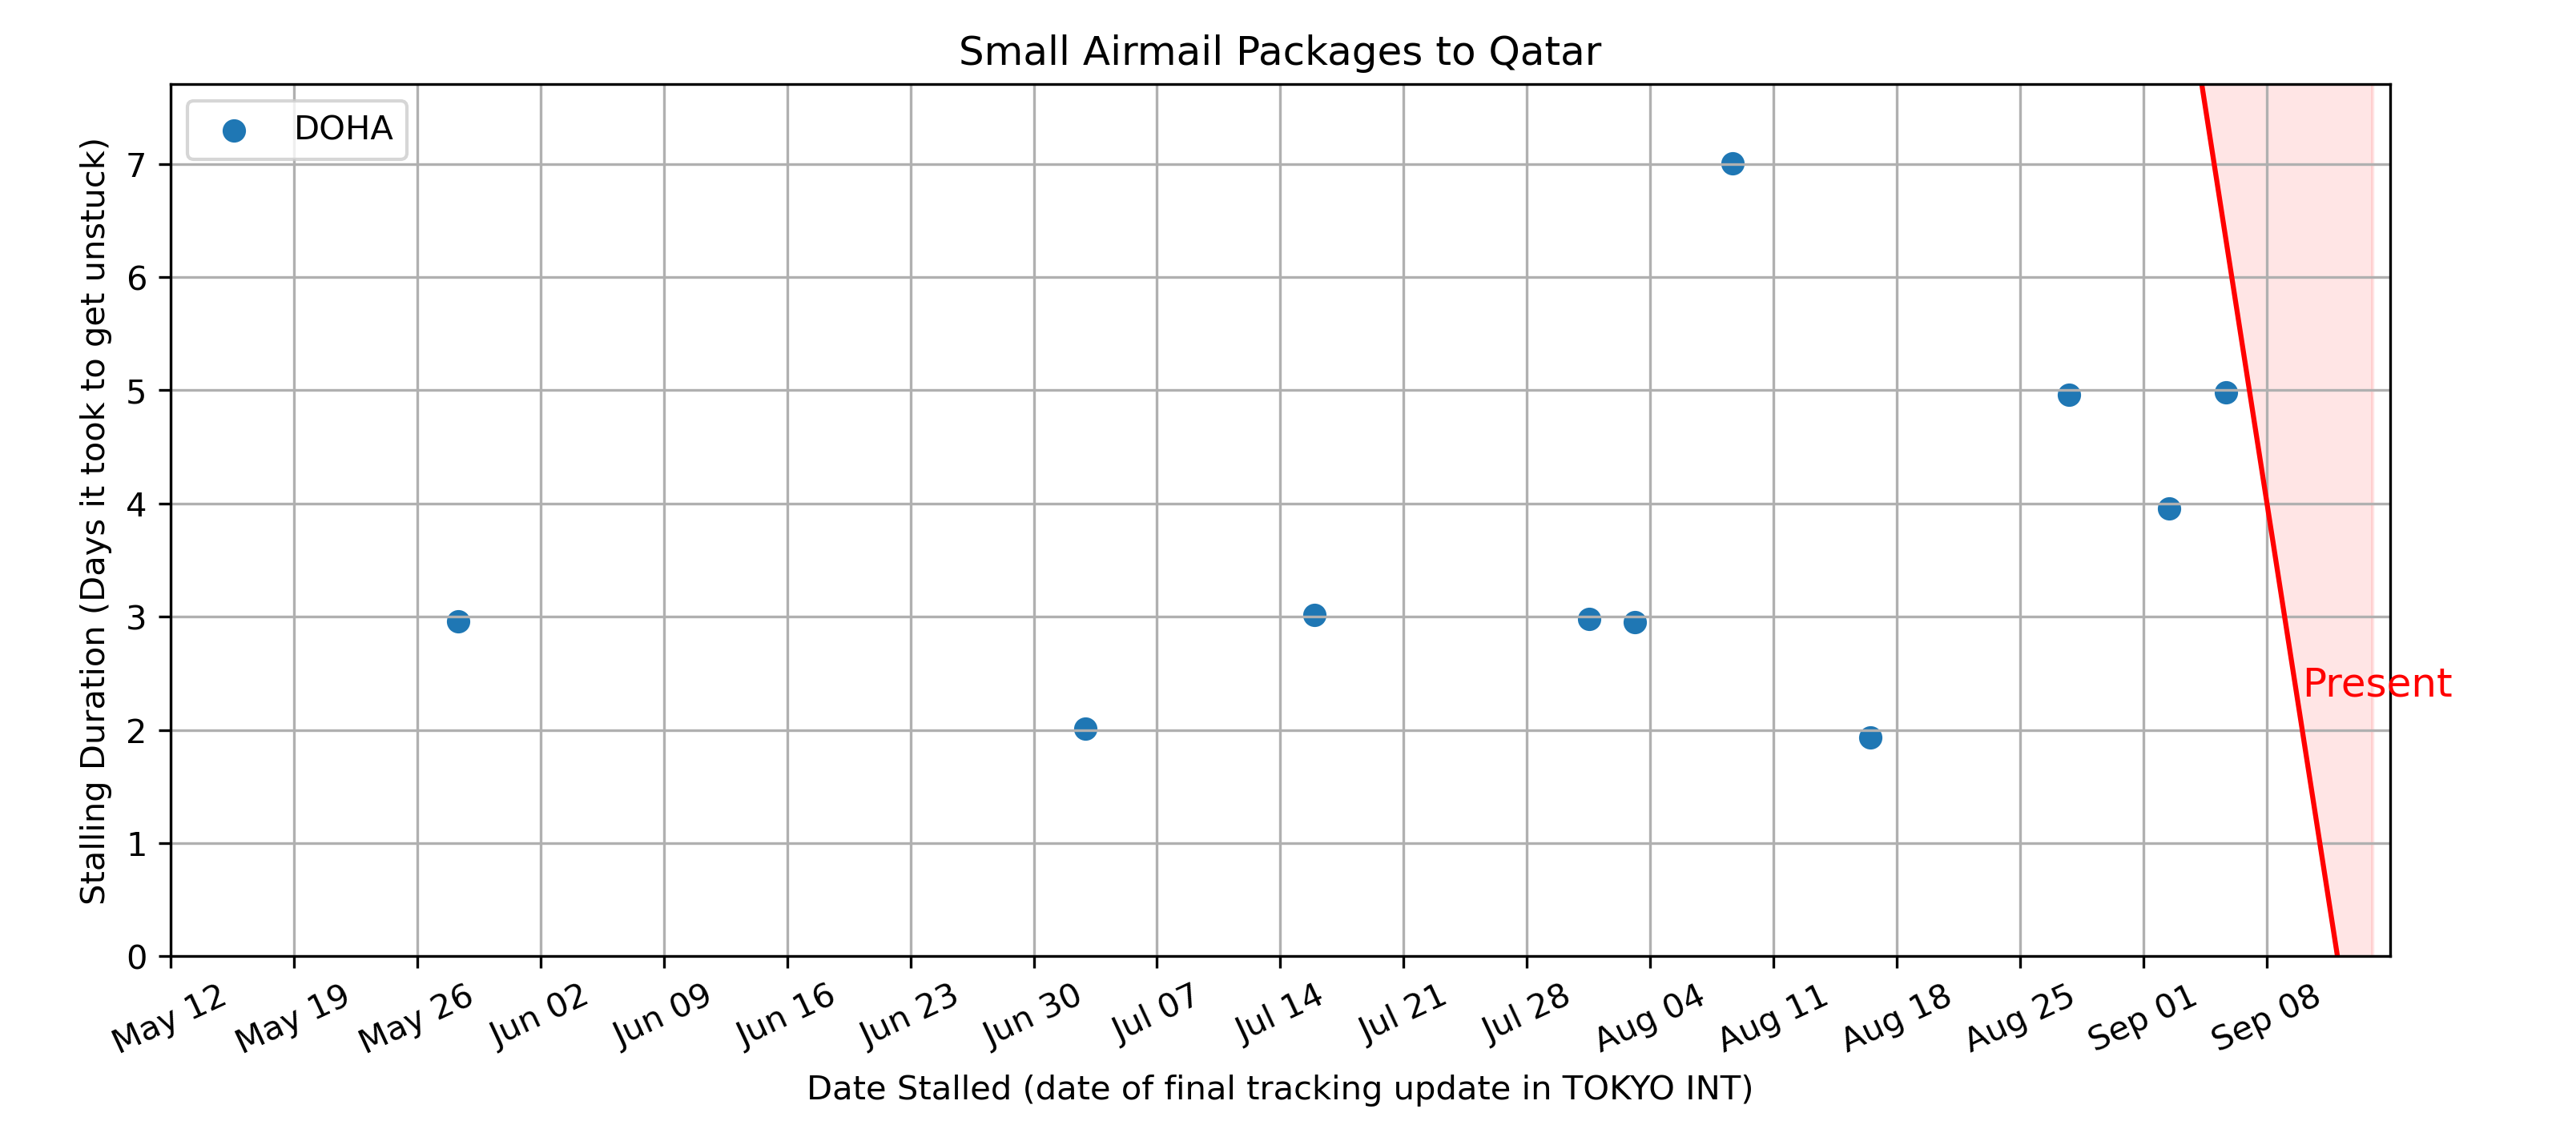 Small Airmail Packages to Qatar
DOHA
Stalling Duration (Days it took to get unstuck)
7
6
5
4
3
2
1
0
Present
May 12
May 19
May 26
Jun 02
Jun 09
Jun 16
Jun 23
Jun 30
Jul 07
Jul 14
Jul 21
Jul 28
Aug 04
Aug 11
Aug 18
Aug 25
Sep 01
Sep 08
Date Stalled (date of final tracking update in TOKYO INT)